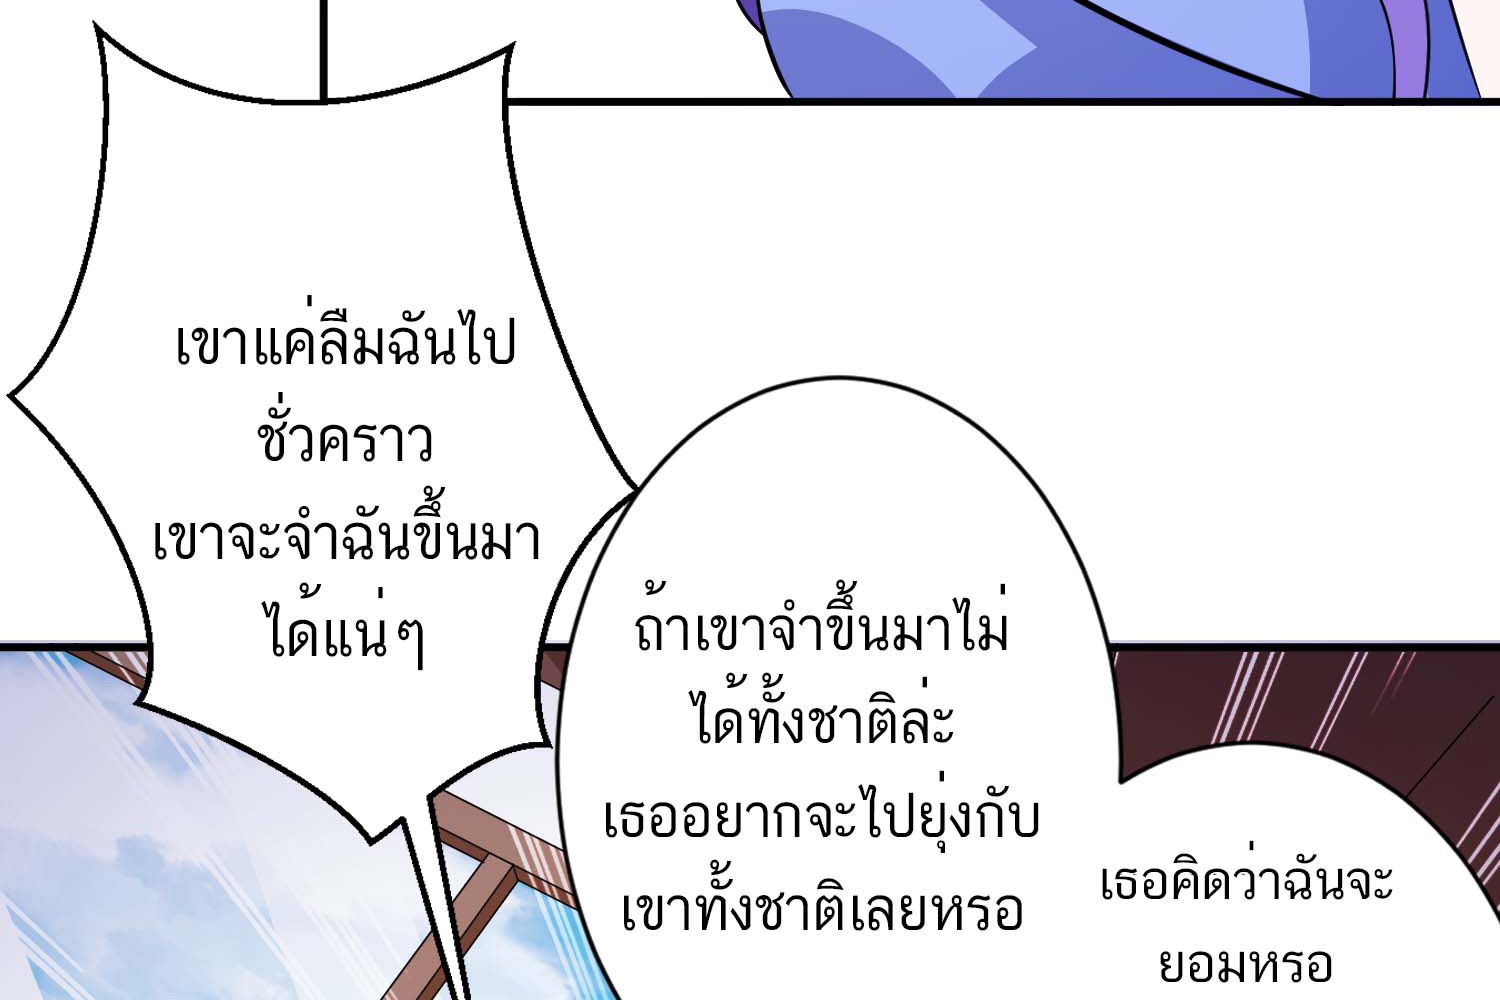 เขาแค่ลืมฉันไป
ชั่วคราว
เขาจะจำฉันขึ้นมา
ได้แน่ๆ
ถ้าเขาจำขึ้นมาไม่
ได้ทั้งชาติล่ะ
เธออยากจะไปยุ่งกับ
เขาทั้งชาติเลยหรอ
เธอคิดว่าฉันจะ
ยอมหรอ